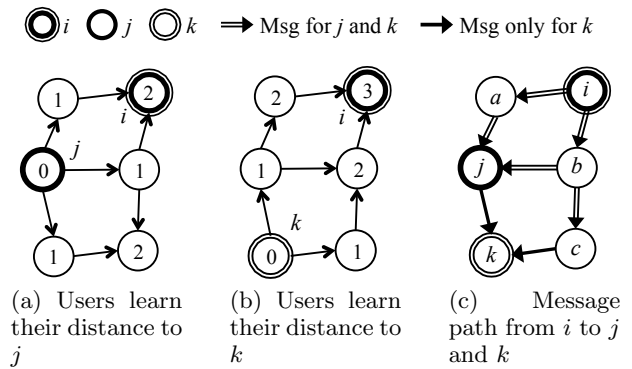 i j k Msg for j and k Msg only for k
1 2 i
j
0 1
1 2
2 3 i
1 2
k
0 1
a i
j b
k c
(a) Users learn
their distance to
j
(b) Users learn
their distance to
k
(c) Message
path from i to j
and k